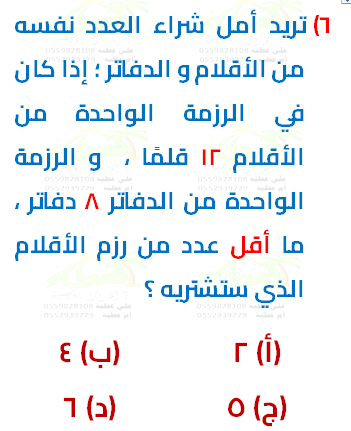 ٦) تريد أمل شراء العدد نفسه
من الأقلام و الدفاتر ؛ إذا كان
في الرزمة الواحدة من
الأقلام ١٢ قلمًا ، و الرزمة
الواحدة من الدفاتر ٨ دفاتر ،
ما أقل عدد من رزم الأقلام
الذي ستشتريه ؟
(أ) ٢ (ب) ٤
(ج) ٥ (د) ٦